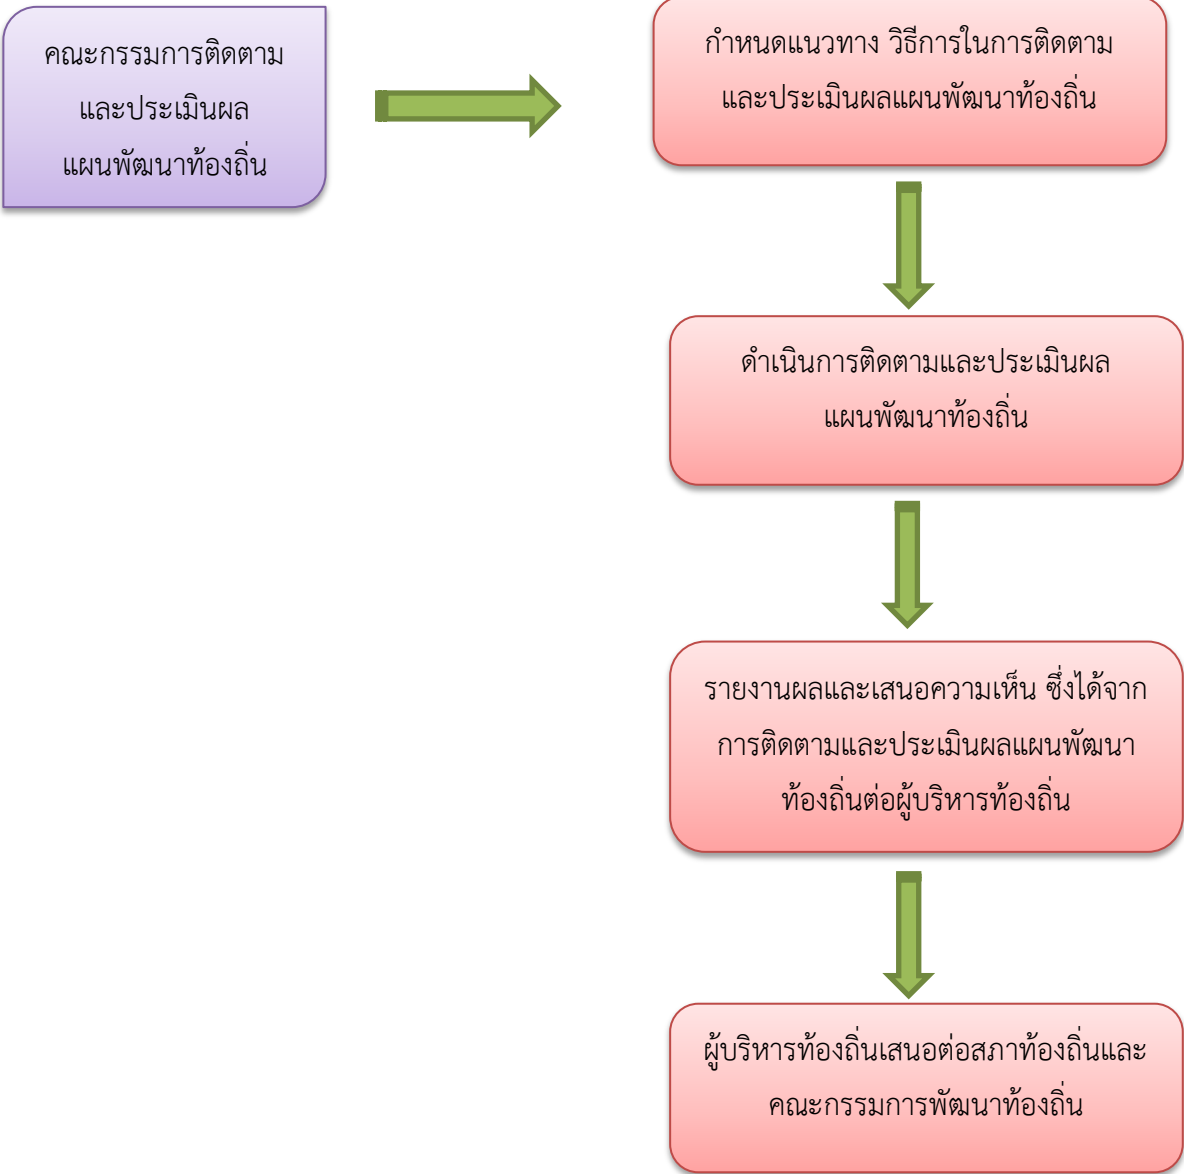 คณะกรรมการติดตาม
และประเมินผล
แผนพัฒนาท้องถิ่น
กำหนดแนวทาง วิธีการในการติดตาม
และประเมินผลแผนพัฒนาท้องถิ่น
ดำเนินการติดตามและประเมินผล
แผนพัฒนาท้องถิ่น
รายงานผลและเสนอความเห็น ซึ่งได้จาก
การติดตามและประเมินผลแผนพัฒนา
ท้องถิ่นต่อผู้บริหารท้องถิ่น
ผู้บริหารท้องถิ่นเสนอต่อสภาท้องถิ่นและ
คณะกรรมการพัฒนาท้องถิ่น